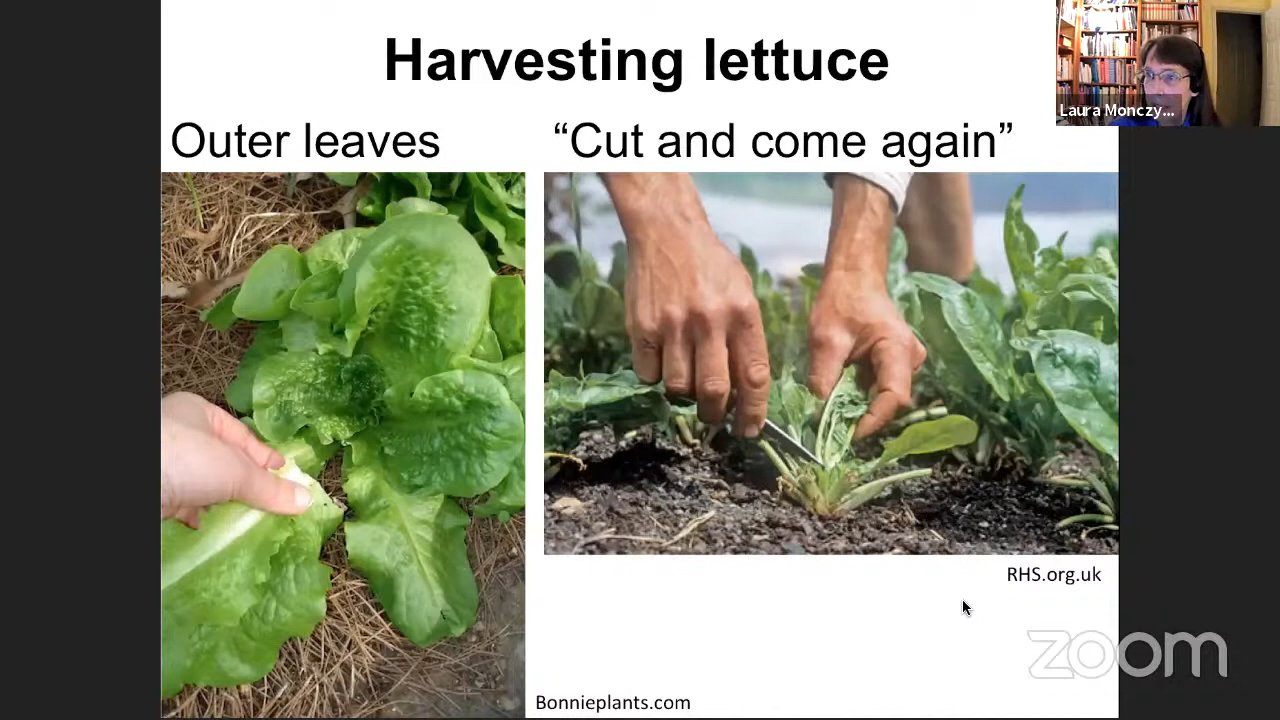 Harvesting lettuce
Laura Monczy...
Outer leaves
“Cut and come again”
RHS.org.uk
zoom
Bonnieplants.com